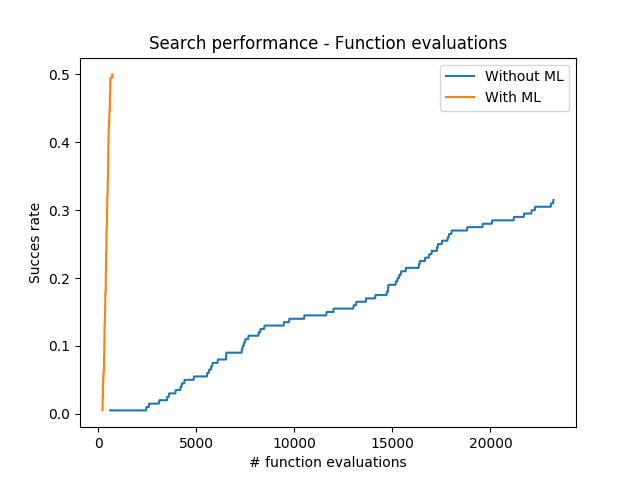 Search performance - Function evaluations
Without ML
With ML
Succes rate
0.5
0.4
0.3
0.2
0.1
0.0
0
5000
10000
15000
20000
# function evaluations